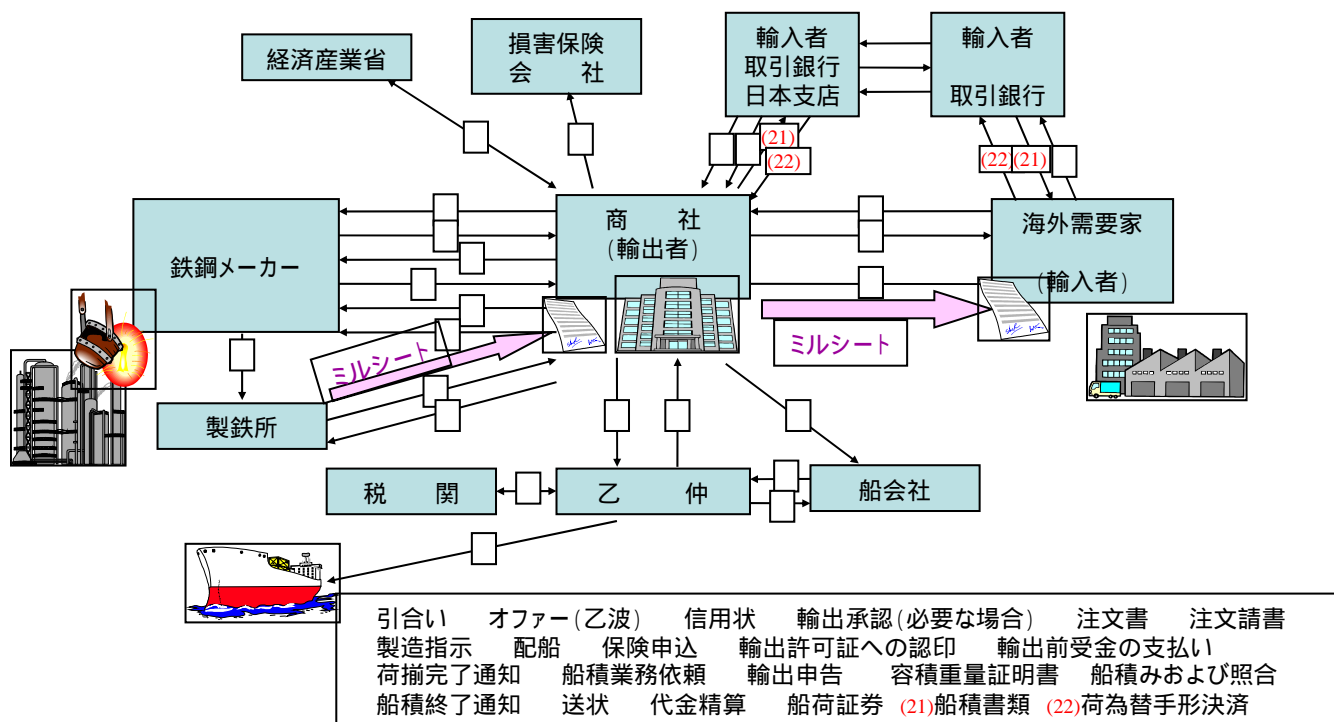 経済産業省
損害保険
会　社
輸入者
取引銀行
日本支店
輸入者
取引銀行
(21)
(22)
(22)
(21)
鉄鋼メーカー
商　社
(輸出者)
海外需要家
(輸入者)
ミルシート
ミルシート
製鉄所
税　関
乙　仲
船会社
引合い　オファー(乙波)　信用状　輸出承認(必要な場合)　注文書　注文請書
製造指示　配船　保険申込　輸出許可証への認印　輸出前受金の支払い
荷揃完了通知　船積業務依頼　輸出申告　容積重量証明書　船積みおよび照合
船積終了通知　送状　代金精算　船荷証券　(21)船積書類　(22)荷為替手形決済